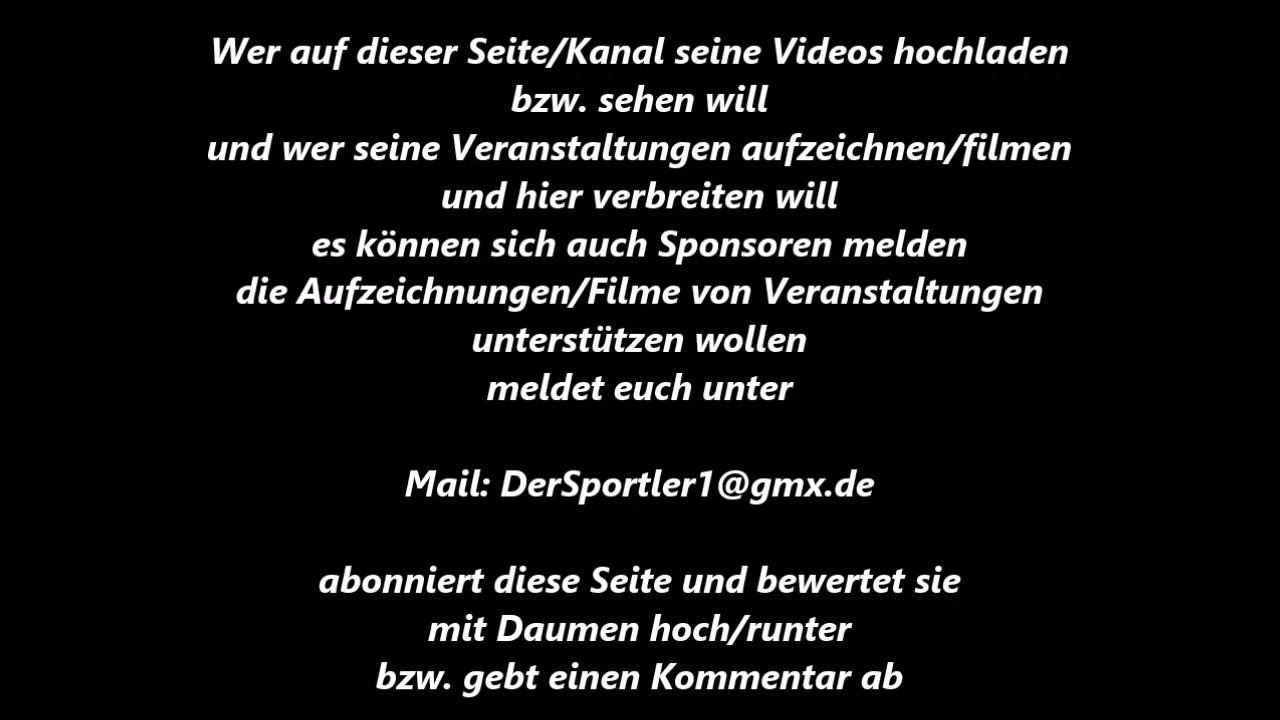 Wer auf dieser Seite/Kanal seine Videos hochladen
bzw. sehen will
und wer seine Veranstaltungen aufzeichnen/filmen
und hier verbreiten will
es können sich auch Sponsoren melden
die Aufzeichnungen/Filme von Veranstaltungen
unterstützen wollen
meldet euch unter
Mail: DerSportler1@gmx.de
abonniert diese Seite und bewertet sie
mit Daumen hoch/runter
bzw. gebt einen Kommentar ab